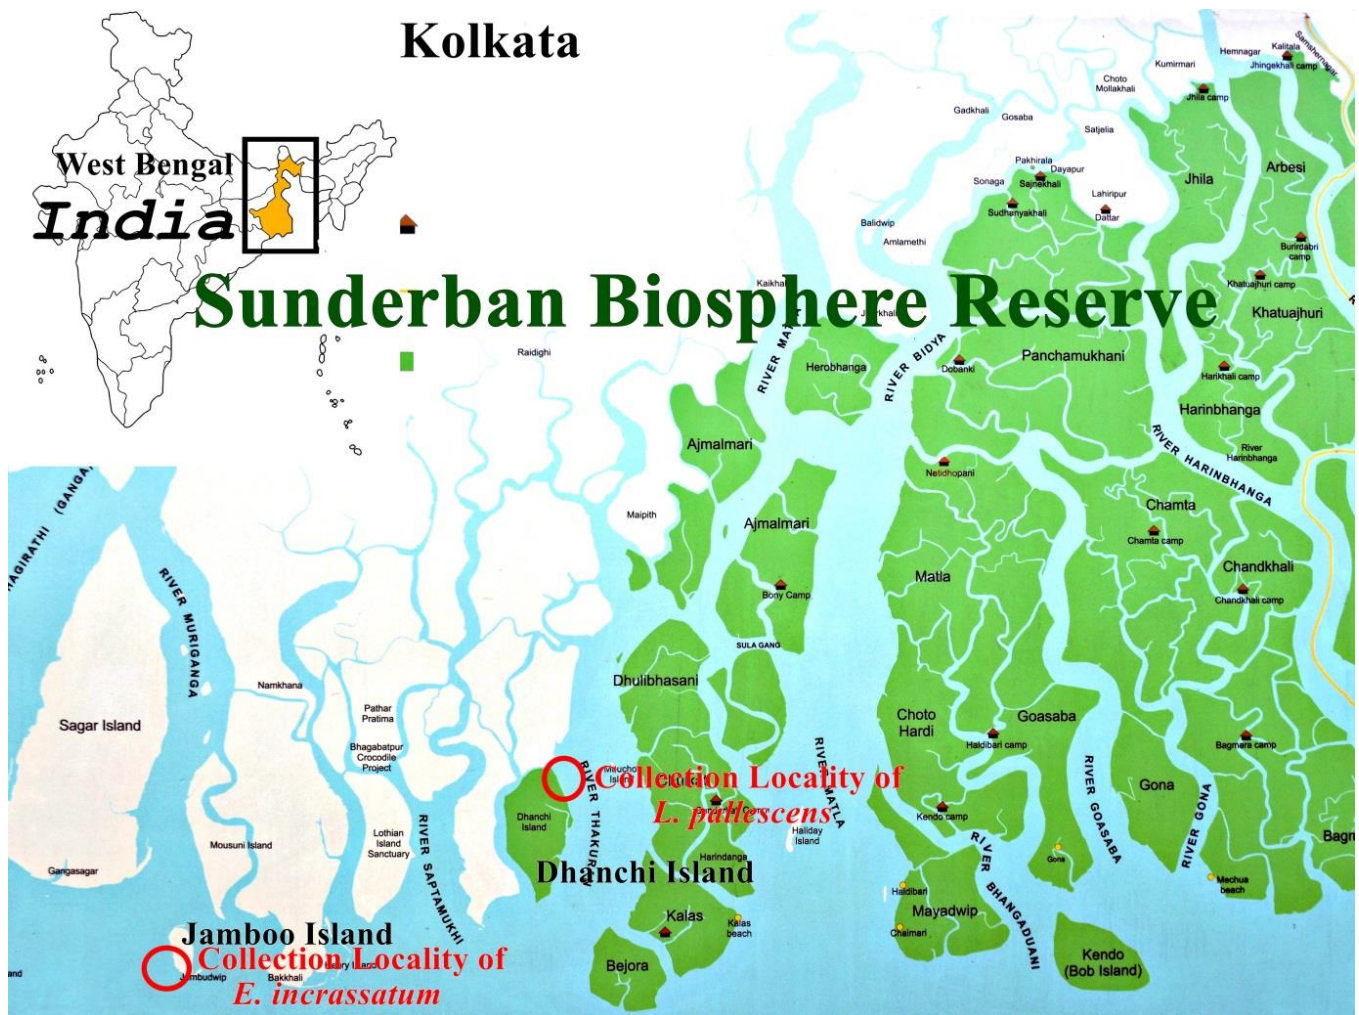 Kolkata
West Bengal
India
Sunderban Biosphere Reserve
Hemnagar
Kalitala
Samshernagar
Jhingekhali camp
Kumirmari
Choto
Mollakhali
Jhila camp
Gadkhali
Gosaba
Satjelia
Pakhirala
Dayapur
Sajnekhali
Sonaga
Lahiripur
Sudhanyakhali
Dattar
Jhila
Arbesi
Balidwip
Amlamethi
Burirdabri
camp
Khatuajhuri camp
Khatuajhuri
Raidighi
RIVER BIDYA
Herobhanga
Dobanki
Panchamukhani
Harikhali camp
Harinbhanga
River
Harinbhanga
RIVER HARINBHANGA
Ajmalmari
Netidhopani
Maipith
Ajmalmari
Chamta
Chamta camp
Matla
Chandkhali
Chandkhali camp
Bony Camp
RIVER MURIGANGA
SULA GANG
Dhulibhasani
Namkhana
Sagar Island
Pathar
Pratima
Bhagabatpur
Crocodile
Project
Choto
Hardi
Goasaba
Haldibari camp
Bagmara camp
Collection Locality of
L. pallescens
RIVER GOASABA
Gona
RIVER GONA
Dhanchi
Island
Kendo camp
Haliday
Island
Mousuni Island
Lothian
Island
Sanctuary
RIVER SAPTAMUKHI
Gangasagar
Dhanchi Island
Harindanga
RIVER BHANGADUANI
Gona
Mechua
beach
Haldibari
Mayadwip
Chaimari
Kalas
Kalas
beach
Jamboo Island
Collection Locality of
E. incrassatum
Jambudwip
Bakkhali
Bejora
Kendo
(Bob Island)